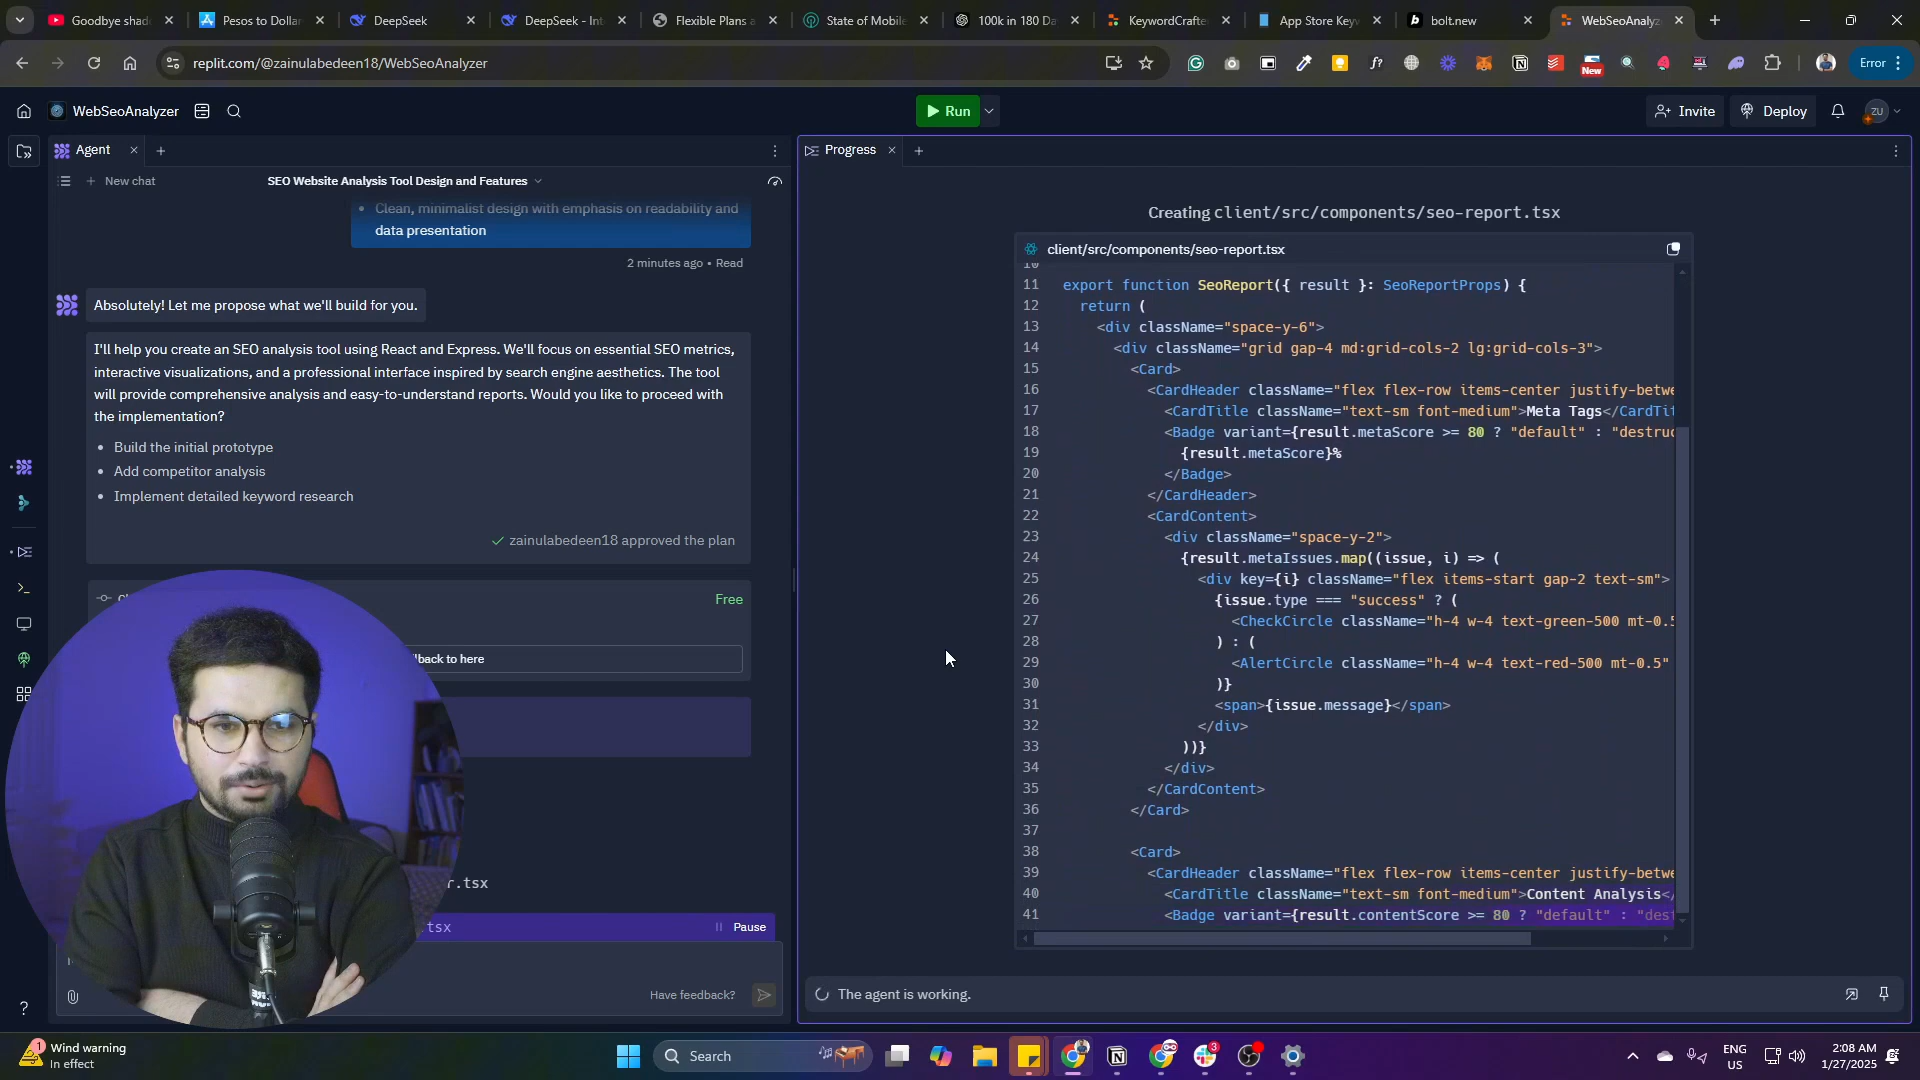 Goodbye shad
Pesos to Dollar
DeepSeek
DeepSeek - Int
Flexible Plans a
State of Mobile
100k in 180 Da
KeywordCrafte
App Store Keyw
bolt.new
WebSeoAnalyz
replit.com/@zainulabedeen18/WebSeoAnalyzer
New
Error
WebSeoAnalyzer
Run
Invite
Deploy
ZU
Agent
Progress
New chat
SEO Website Analysis Tool Design and Features
Clean, minimalist design with emphasis on readability and
data presentation
2 minutes ago • Read
Absolutely! Let me propose what we'll build for you.
I'll help you create an SEO analysis tool using React and Express. We'll focus on essential SEO metrics,
interactive visualizations, and a professional interface inspired by search engine aesthetics. The tool
will provide comprehensive analysis and easy-to-understand reports. Would you like to proceed with
the implementation?
• Build the initial prototype
• Add competitor analysis
• Implement detailed keyword research
zainulabedeen18 approved the plan
Free
lback to here
r.tsx
.tsx
Pause
Have feedback?
Creating client/src/components/seo-report.tsx
client/src/components/seo-report.tsx
10
11 export function SeoReport({ result }: SeoReportProps) {
12 return (
13 <div className="space-y-6">
14 <div className="grid gap-4 md:grid-cols-2 lg:grid-cols-3">
15 <Card>
16 <CardHeader className="flex flex-row items-center justify-betwe
17 <CardTitle className="text-sm font-medium">Meta Tags</CardTit
18 <Badge variant={result.metaScore >= 80 ? "default" : "destruc
19 {result.metaScore}%
20 </Badge>
21 </CardHeader>
22 <CardContent>
23 <div className="space-y-2">
24 {result.metaIssues.map((issue, i) => (
25 <div key={i} className="flex items-start gap-2 text-sm">
26 {issue.type === "success" ? (
27 <CheckCircle className="h-4 w-4 text-green-500 mt-0.5
28 ) : (
29 <AlertCircle className="h-4 w-4 text-red-500 mt-0.5"
30 )}
31 <span>{issue.message}</span>
32 </div>
33 ))}
34 </div>
35 </CardContent>
36 </Card>
37
38 <Card>
39 <CardHeader className="flex flex-row items-center justify-betwe
40 <CardTitle className="text-sm font-medium">Content Analysis</
41 <Badge variant={result.contentScore >= 80 ? "default" : "dest
The agent is working.
1
Wind warning
In effect
Search
3
ENG
US
2:08 AM
1/27/2025